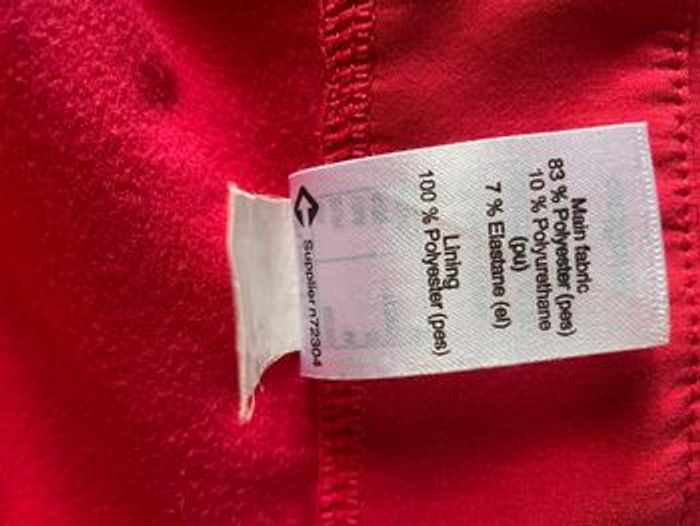 Main fabric
83 % Polyester (pes)
10 % Polyurethane
(pu)
7 % Elastane (el)
Lining
100 % Polyester (pes)
Supplier n72304